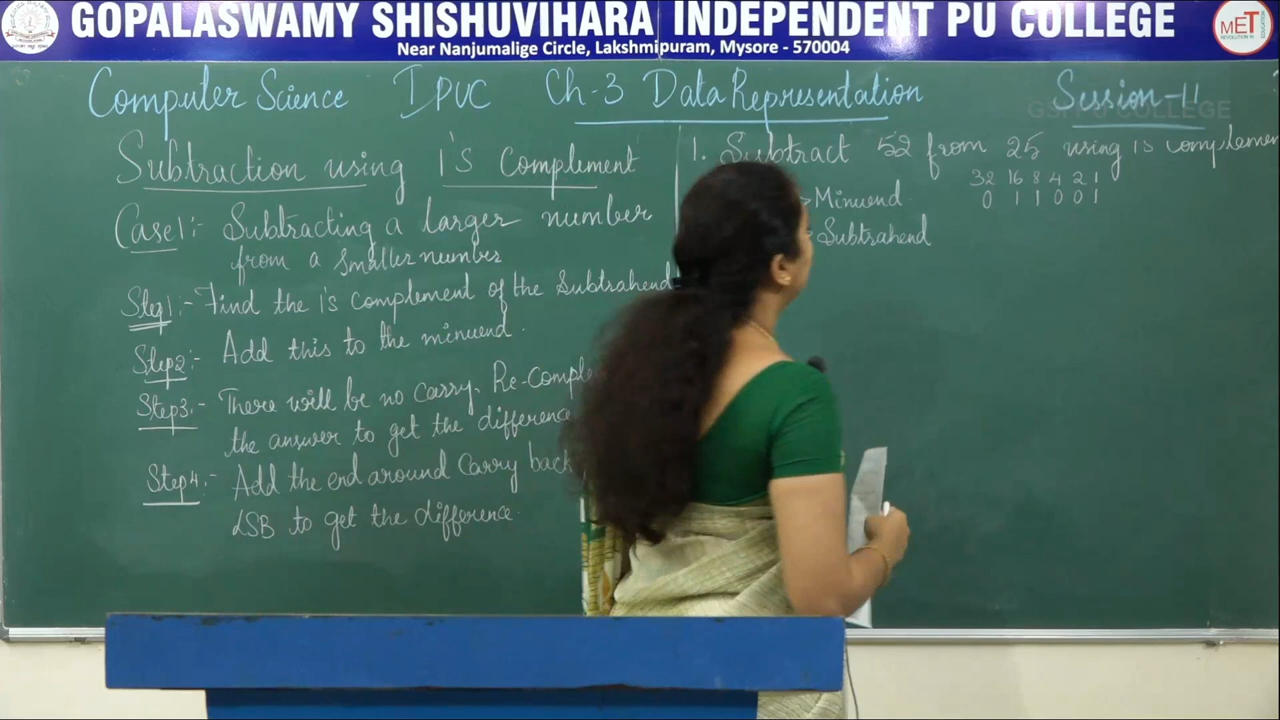 GOPALASWAMY SHISHUVIHARA INDEPENDENT PU COLLEGE
Near Nanjumalige Circle, Lakshmipuram, Mysore - 570004
MET
Computer Science I PUC Ch-3 Data Representation Session-11
GSIPU COLLEGE
Subtraction using 1's Complement
Case1:- Subtracting a larger number
from a smaller number
Step1:- Find the 1's complement of the Subtrahend
Step2:- Add this to the minuend.
Step3:- There will be no carry. Re-Comple
the answer to get the difference
Step4:- Add the end around carry back
LSB to get the difference.
1. Subtract 52 from 25 using 1s complemen
32 16 8 4 2 1
> Minuend 0 1 1 0 0 1
Subtrahend